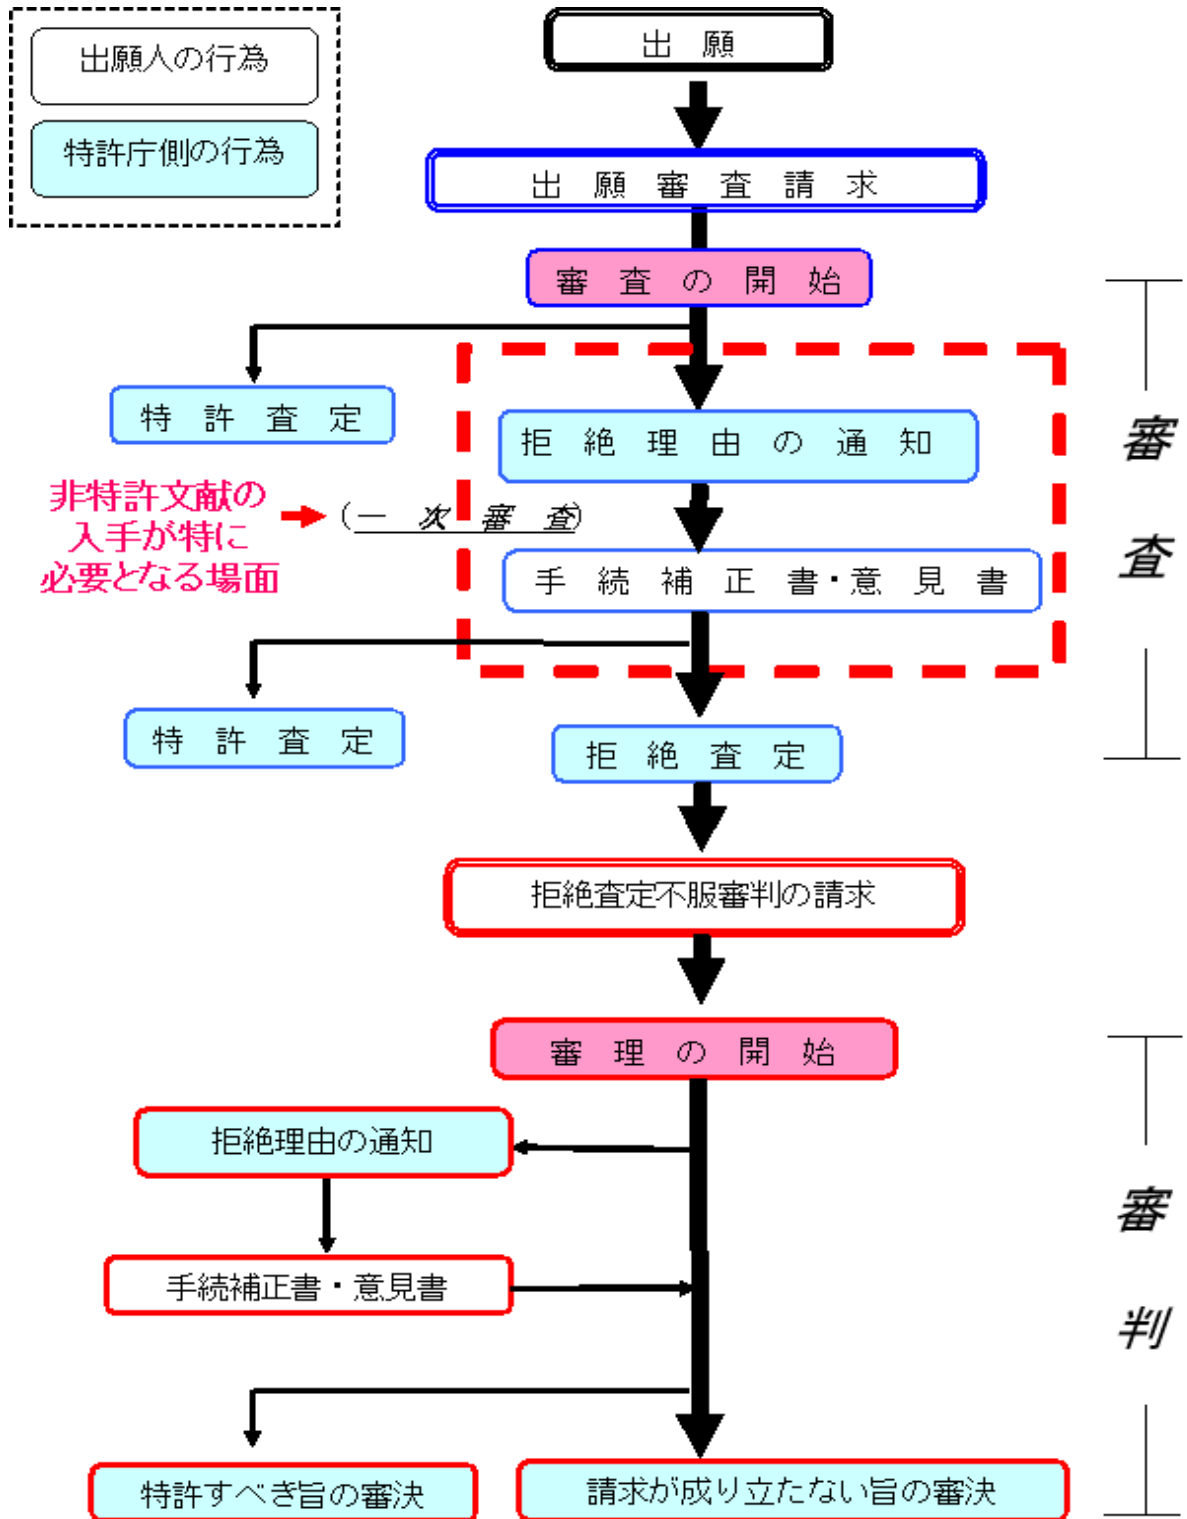 出願人の行為
特許庁側の行為
出願
出願審査請求
審査の開始
特許査定
拒絶理由の通知
非特許文献の
入手が特に
必要となる場面
(一次審査)
手続補正書・意見書
特許査定
拒絶査定
審査
拒絶査定不服審判の請求
審理の開始
拒絶理由の通知
手続補正書・意見書
特許すべき旨の審決
請求が成り立たない旨の審決
審判